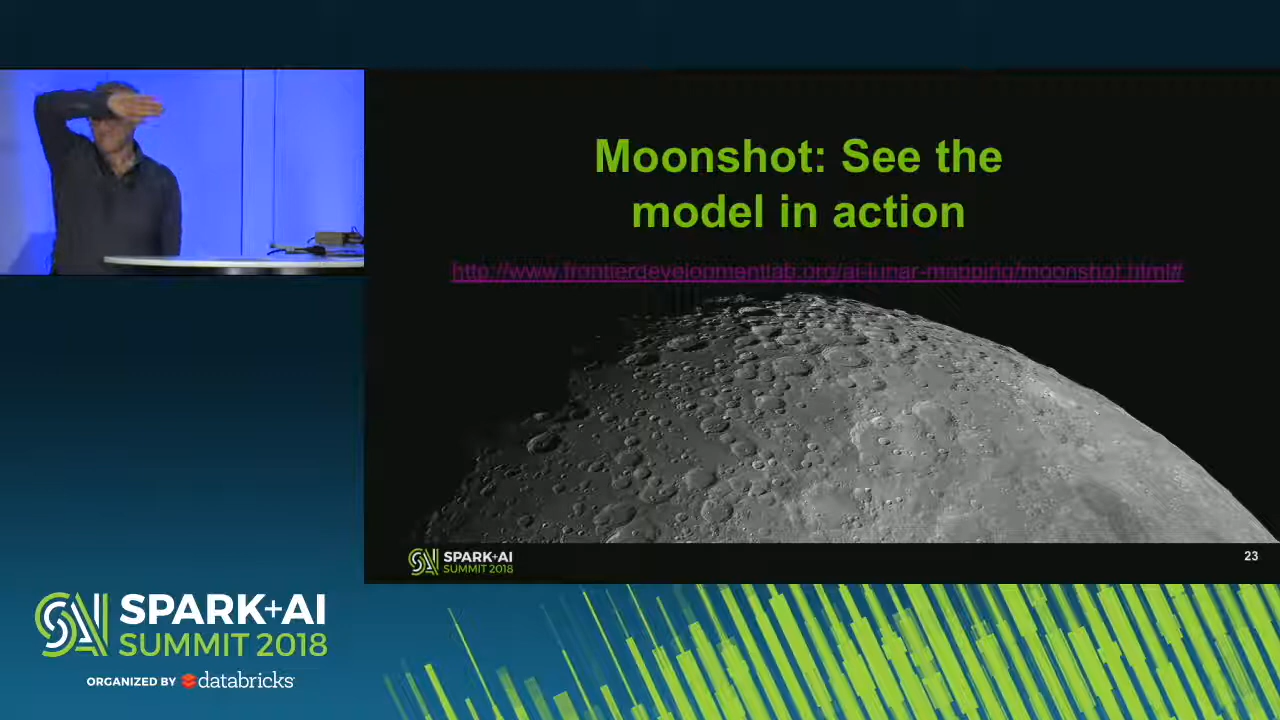 Moonshot: See the
model in action
http://www.frontierdevelopmentlab.org/ai-lunar-mapping/moonshot.html#
SPARK+AI
SUMMIT 2018
23
SPARK+AI
SUMMIT 2018
ORGANIZED BY databricks